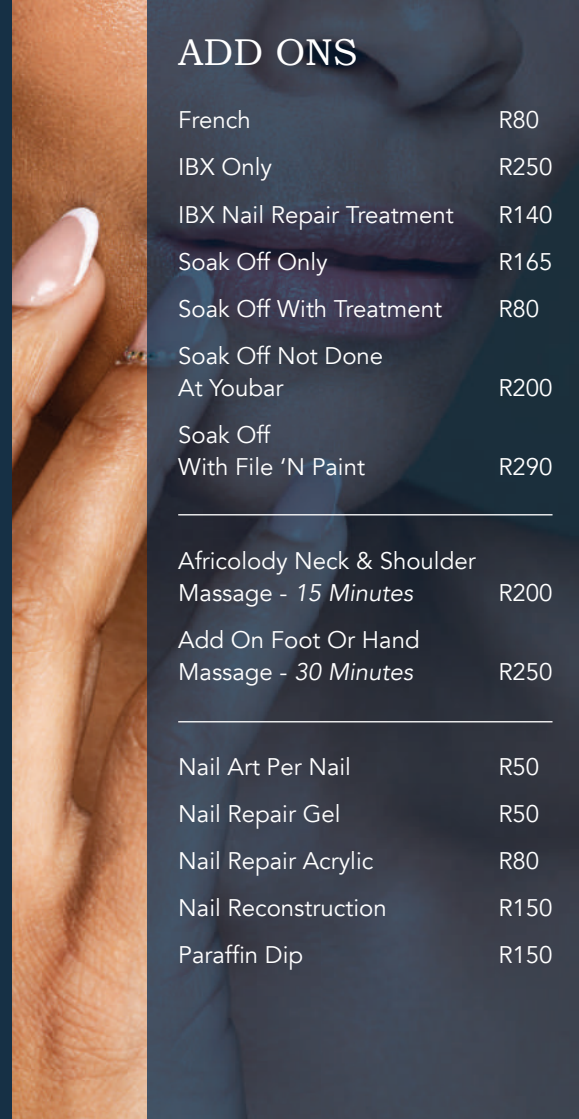 ADD ONS
French R80
IBX Only R250
IBX Nail Repair Treatment R140
Soak Off Only R165
Soak Off With Treatment R80
Soak Off Not Done
At Youbar R200
Soak Off
With File ‘N Paint R290
Africolody Neck & Shoulder
Massage - 15 Minutes R200
Add On Foot Or Hand
Massage - 30 Minutes R250
Nail Art Per Nail R50
Nail Repair Gel R50
Nail Repair Acrylic R80
Nail Reconstruction R150
Paraffin Dip R150